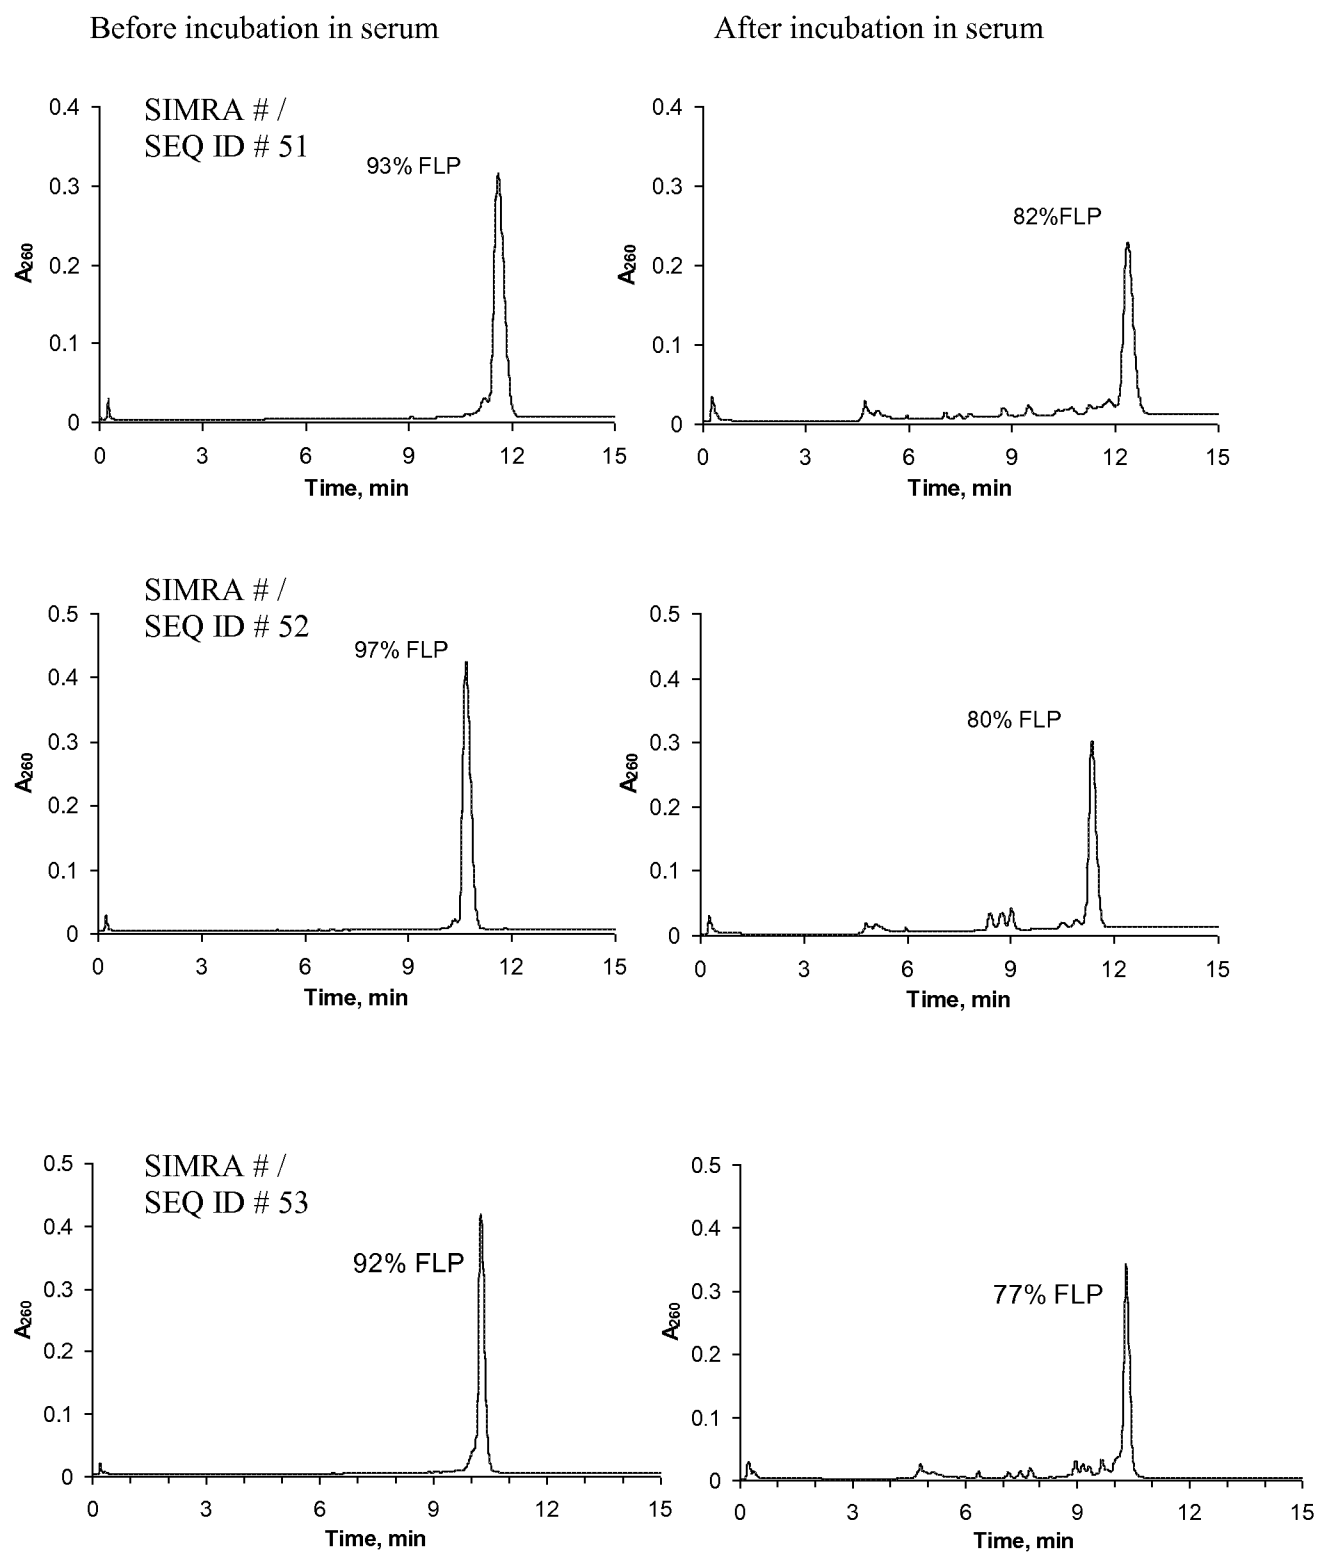 Before incubation in serum
After incubation in serum
SIMRA # /
SEQ ID # 51
93% FLP
0.4
0.3
0.2
0.1
0
A260
0 3 6 9 12 15
Time, min
82%FLP
0.4
0.3
0.2
0.1
0
A260
0 3 6 9 12 15
Time, min
SIMRA # /
SEQ ID # 52
97% FLP
0.5
0.4
0.3
0.2
0.1
0
A260
0 3 6 9 12 15
Time, min
80% FLP
0.5
0.4
0.3
0.2
0.1
0
A260
0 3 6 9 12 15
Time, min
SIMRA # /
SEQ ID # 53
92% FLP
0.5
0.4
0.3
0.2
0.1
0
A260
0 3 6 9 12 15
Time, min
77% FLP
0.5
0.4
0.3
0.2
0.1
0
A260
0 3 6 9 12 15
Time, min